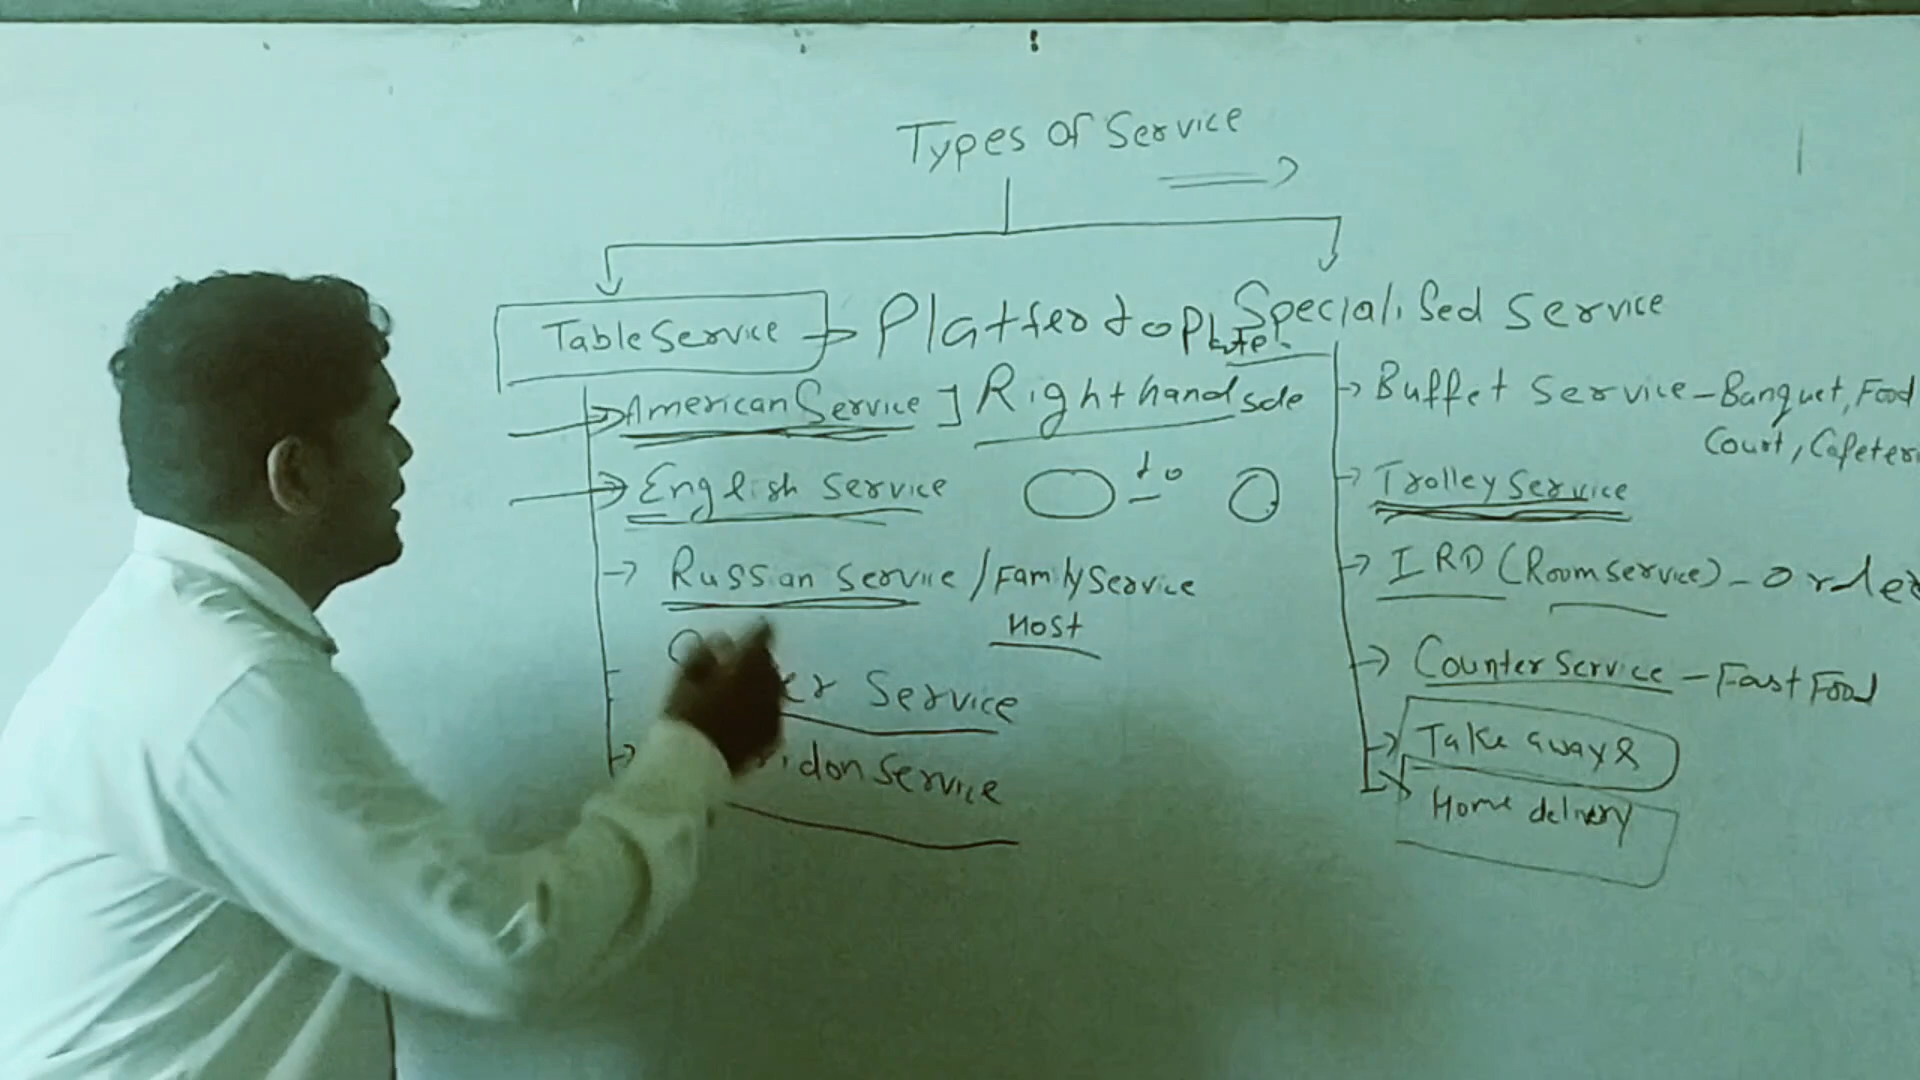 Types of Service
Table Service → Platter to Plate
American Service ] Right hand side
English Service to
Russian Service / Family Service
Host
Service
Service
Specialised Service
Buffet Service - Banquet, Food
Court, Cafeteri
Trolley Service
IRD (Room Service) - Order
Counter Service - Fast Food
Take away &
Home delivery